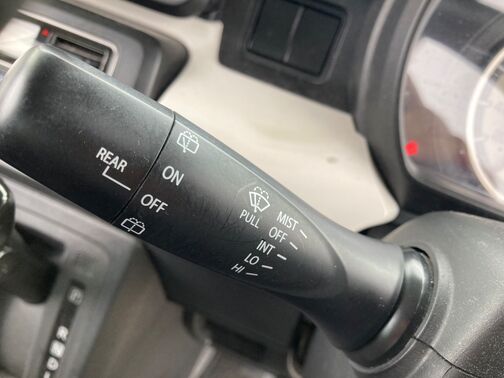 REAR
ON
OFF
PULL
MIST
OFF
INT
LO
HI